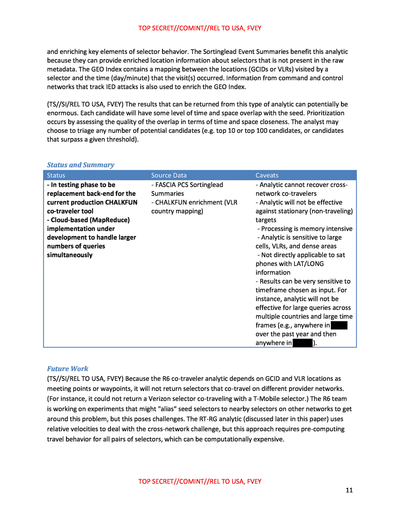 TOP SECRET//COMINT//REL TO USA, FVEY
and enriching key elements of selector behavior. The Sortinglead Event Summaries benefit this analytic
because they can provide enriched location information about selectors that is not present in the raw
metadata. The GEO Index contains a mapping between the locations (GCIDs or VLRs) visited by a
selector and the time (day/minute) that the visit(s) occurred. Information from command and control
networks that track IED attacks is also used to enrich the GEO Index.
(TS//SI//REL TO USA, FVEY) The results that can be returned from this type of analytic can potentially be
enormous. Each candidate will have some level of time and space overlap with the seed. Prioritization
occurs by assessing the quality of the overlap in terms of time and space closeness. The analyst may
choose to triage any number of potential candidates (e.g. top 10 or top 100 candidates, or candidates
that surpass a given threshold).
Status and Summary
Status
- In testing phase to be
replacement back-end for the
current production CHALKFUN
co-traveler tool
- Cloud-based (MapReduce)
implementation under
development to handle larger
numbers of queries
simultaneously
Source Data
- FASCIA PCS Sortinglead
Summaries
- CHALKFUN enrichment (VLR
country mapping)
Caveats
- Analytic cannot recover cross-
network co-travelers
- Analytic will not be effective
against stationary (non-traveling)
targets
- Processing is memory intensive
- Analytic is sensitive to large
cells, VLRs, and dense areas
- Not directly applicable to sat
phones with LAT/LONG
information
- Results can be very sensitive to
timeframe chosen as input. For
instance, analytic will not be
effective for large queries across
multiple countries and large time
frames (e.g., anywhere in
over the past year and then
anywhere in ).
Future Work
(TS//SI//REL TO USA, FVEY) Because the R6 co-traveler analytic depends on GCID and VLR locations as
meeting points or waypoints, it will not return selectors that co-travel on different provider networks.
(For instance, it could not return a Verizon selector co-traveling with a T-Mobile selector.) The R6 team
is working on experiments that might "alias" seed selectors to nearby selectors on other networks to get
around this problem, but this poses challenges. The RT-RG analytic (discussed later in this paper) uses
relative velocities to deal with the cross-network challenge, but this approach requires pre-computing
travel behavior for all pairs of selectors, which can be computationally expensive.
TOP SECRET//COMINT//REL TO USA, FVEY
11